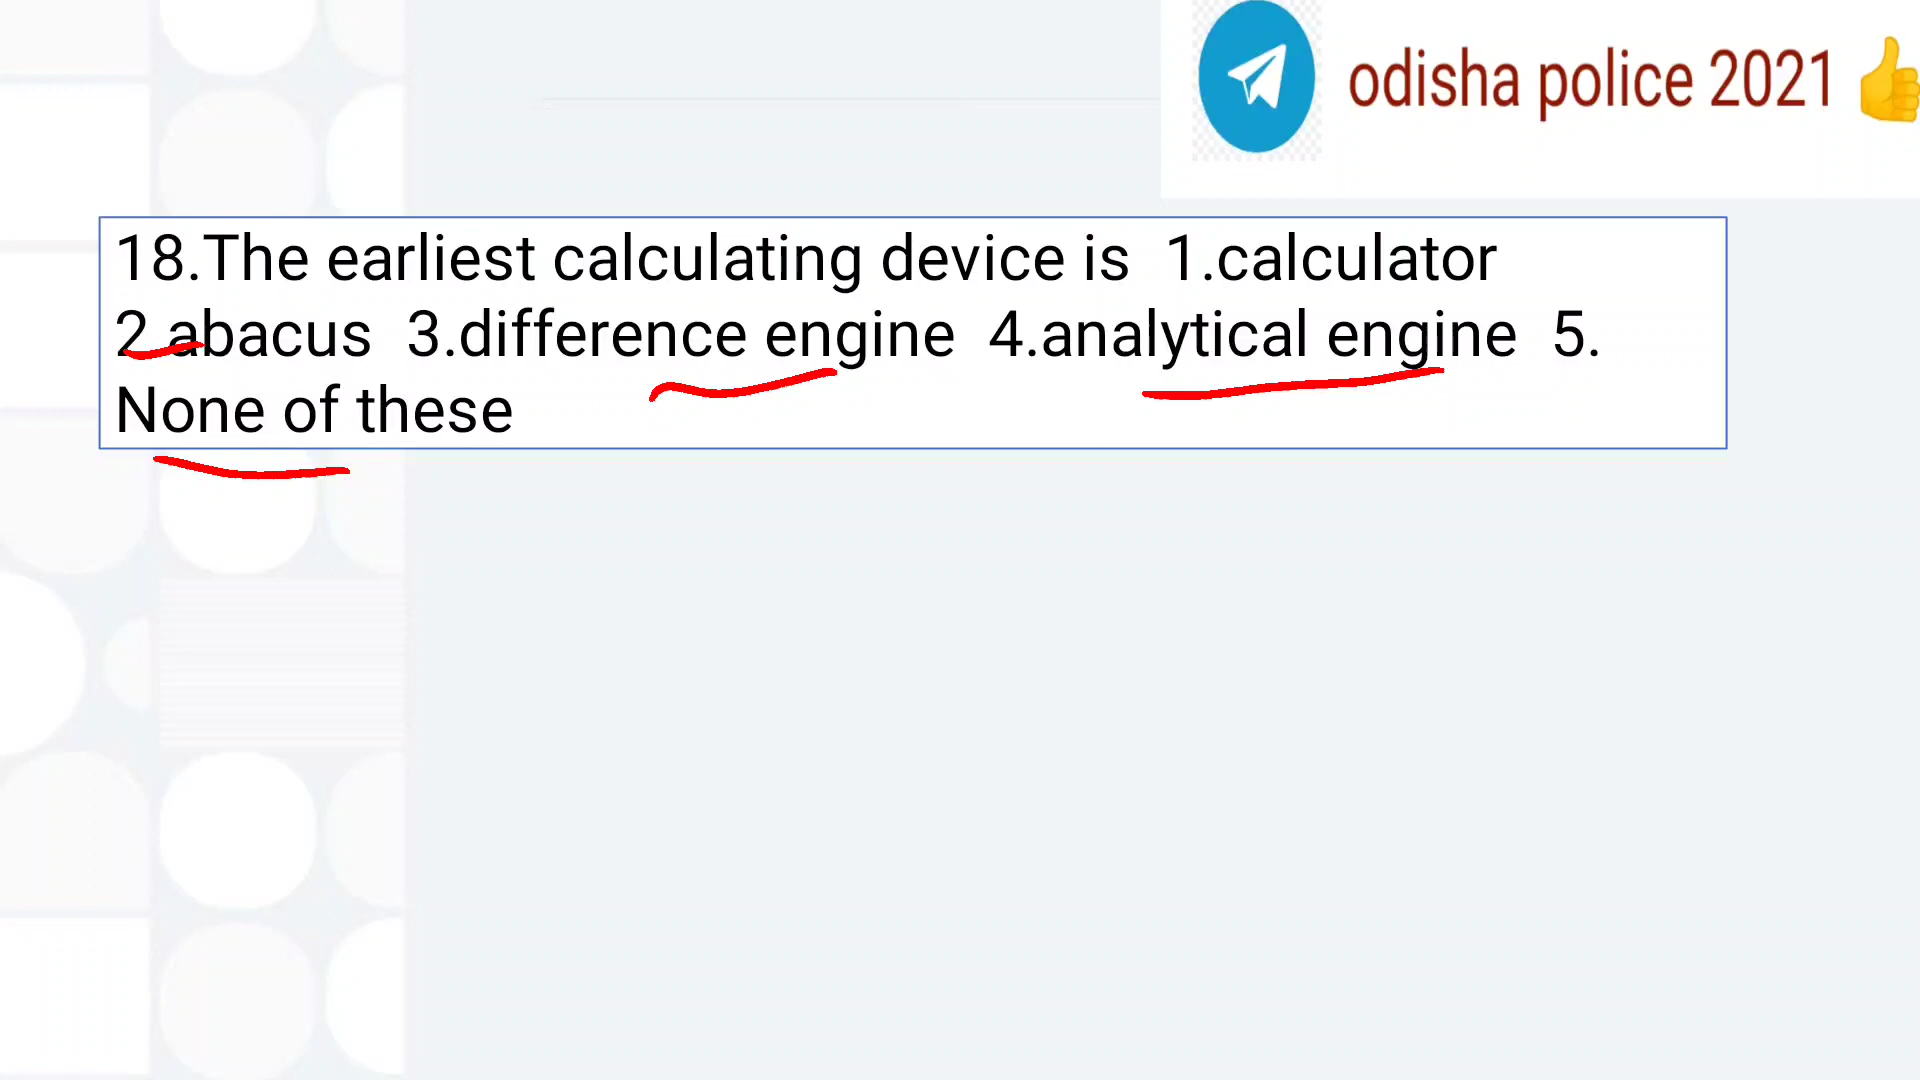 odisha police 2021
18.The earliest calculating device is 1.calculator
2.abacus 3.difference engine 4.analytical engine 5.
None of these